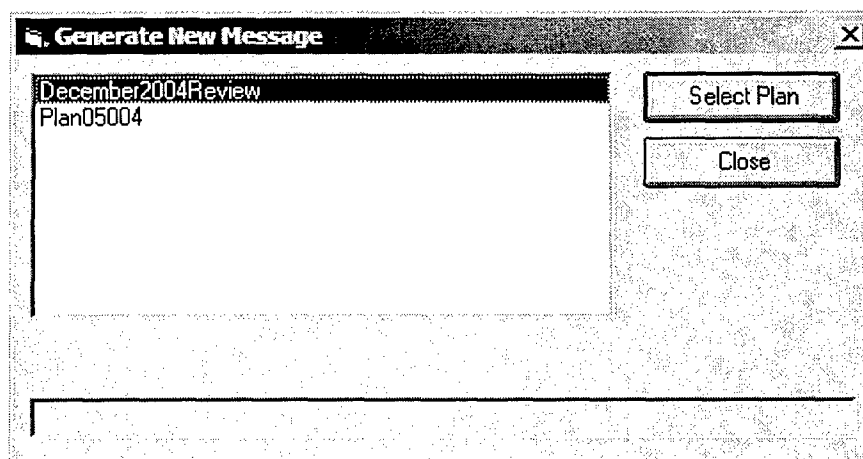 Generate New Message
December2004Review
Plan05004
Select Plan
Close